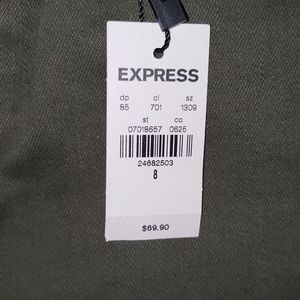 EXPRESS
dp cl sz
85 701 1309
st co
07018657 0625
24682503
8
$69.90